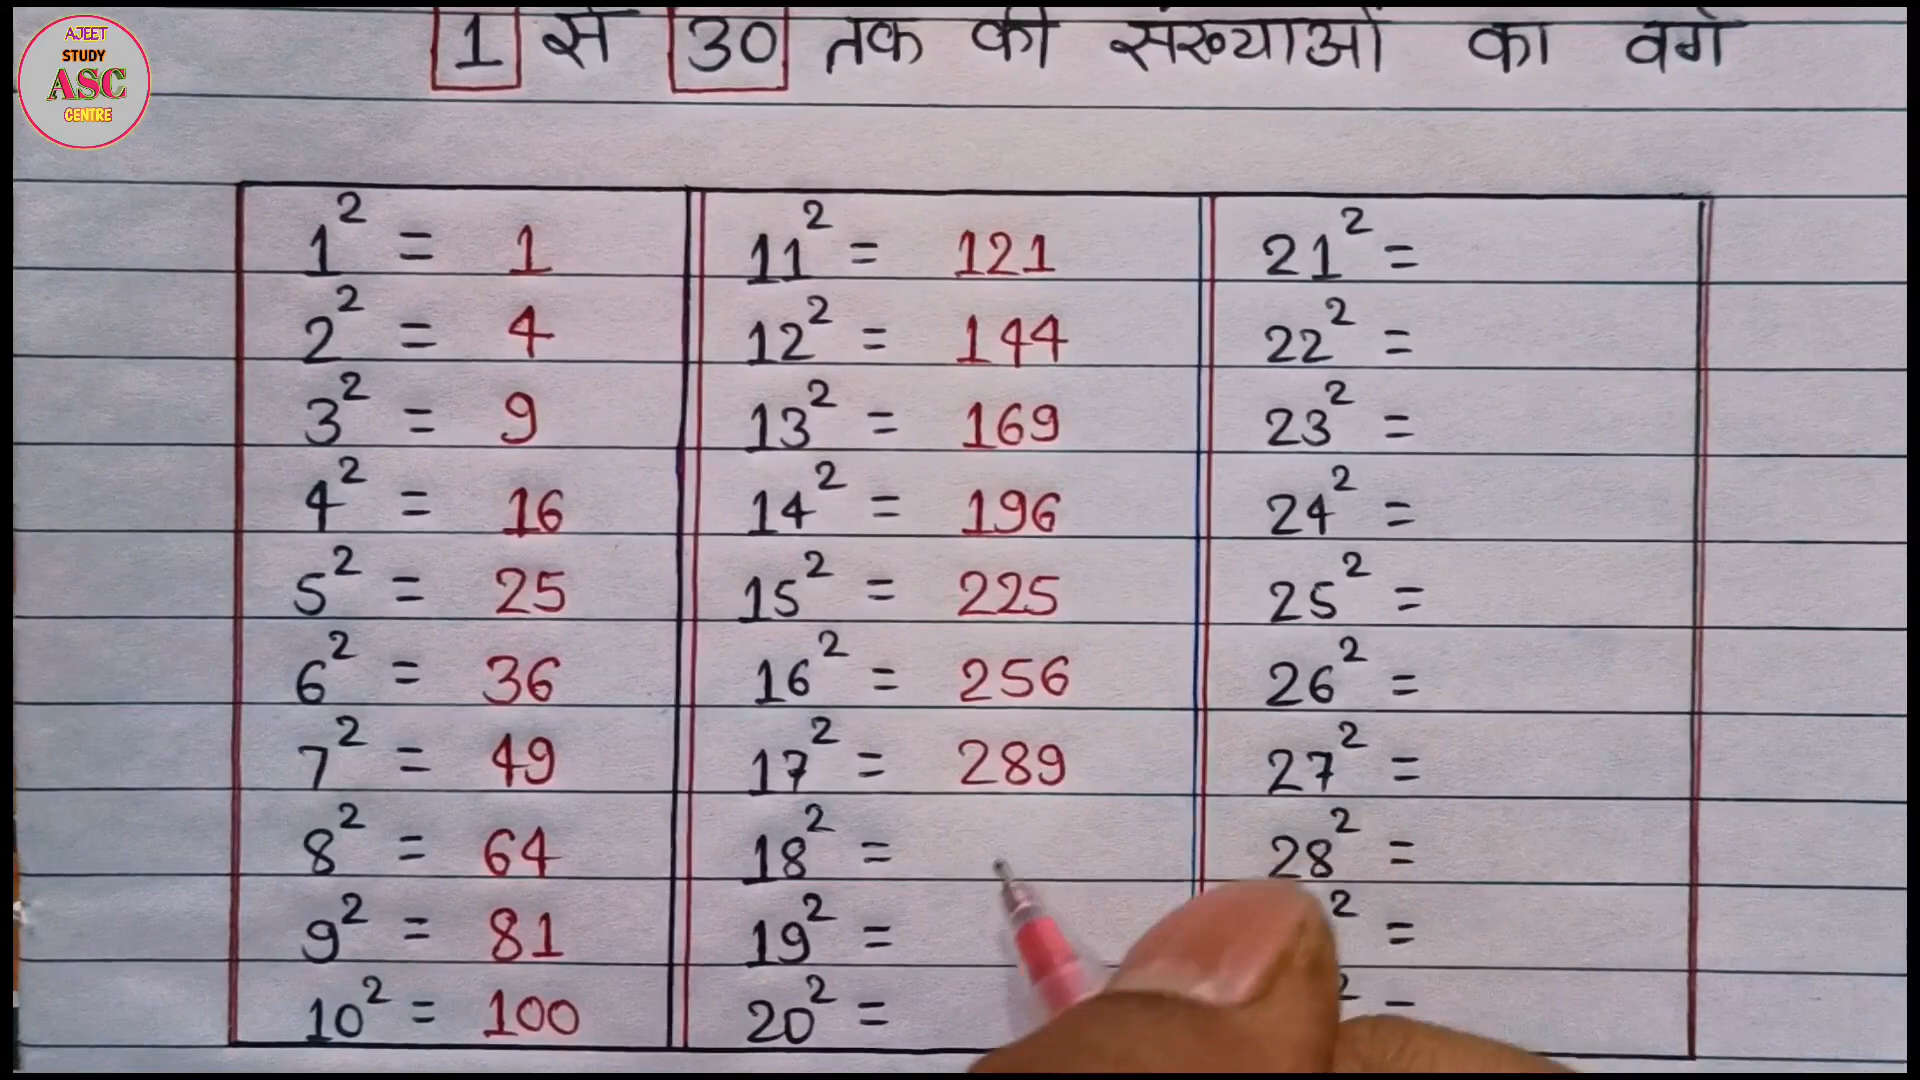 AJEET
STUDY
ASC
CENTRE
1 से 30 तक की संख्याओं का वर्ग
1² = 1 11² = 121 21² =
2² = 4 12² = 144 22² =
3² = 9 13² = 169 23² =
4² = 16 14² = 196 24² =
5² = 25 15² = 225 25² =
6² = 36 16² = 256 26² =
7² = 49 17² = 289 27² =
8² = 64 18² = 28² =
9² = 81 19² = ² =
10² = 100 20² = ² =